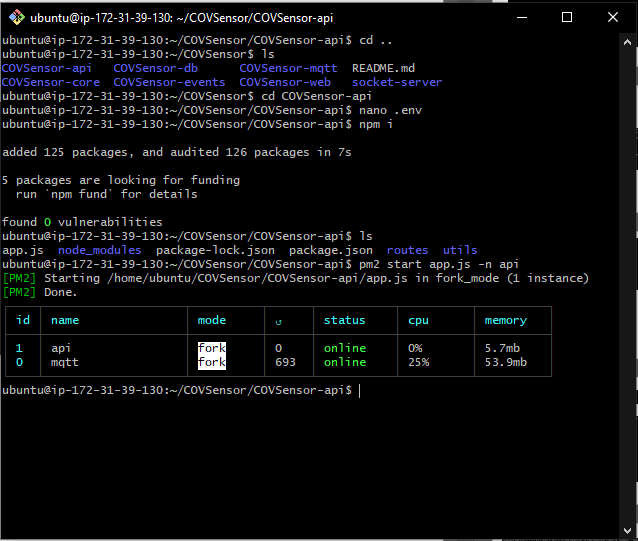 ubuntu@ip-172-31-39-130: ~/COVSensor/COVSensor-api
ubuntu@ip-172-31-39-130:~/COVSensor/COVSensor-api$ cd ..
ubuntu@ip-172-31-39-130:~/COVSensor$ ls
COVSensor-api COVSensor-db COVSensor-mqtt README.md
COVSensor-core COVSensor-events COVSensor-web socket-server
ubuntu@ip-172-31-39-130:~/COVSensor$ cd COVSensor-api
ubuntu@ip-172-31-39-130:~/COVSensor/COVSensor-api$ nano .env
ubuntu@ip-172-31-39-130:~/COVSensor/COVSensor-api$ npm i
added 125 packages, and audited 126 packages in 7s
5 packages are looking for funding
run `npm fund` for details
found 0 vulnerabilities
ubuntu@ip-172-31-39-130:~/COVSensor/COVSensor-api$ ls
app.js node_modules package-lock.json package.json routes utils
ubuntu@ip-172-31-39-130:~/COVSensor/COVSensor-api$ pm2 start app.js -n api
[PM2] Starting /home/ubuntu/COVSensor/COVSensor-api/app.js in fork_mode (1 instance)
[PM2] Done.
id name mode ↺ status cpu memory
1 api fork 0 online 0% 5.7mb
0 mqtt fork 693 online 25% 53.9mb
ubuntu@ip-172-31-39-130:~/COVSensor/COVSensor-api$